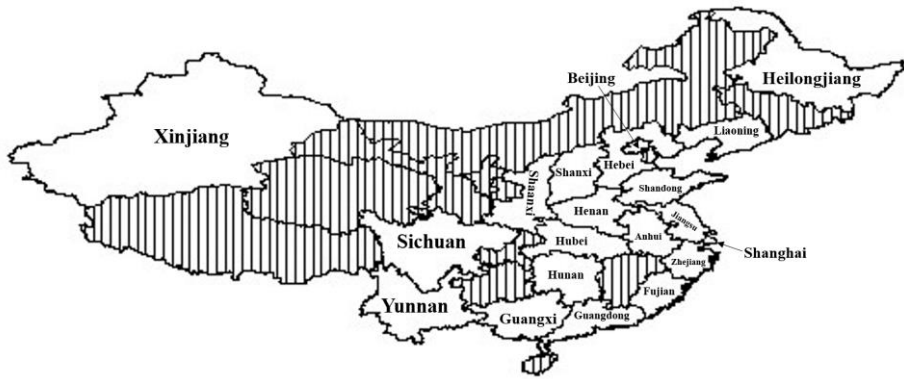 Heilongjiang
Beijing
Liaoning
Xinjiang
Hebei
Shanxi
Shaanxi
Shandong
Henan
Jiangsu
Sichuan
Hubei
Anhui
Shanghai
Zhejiang
Hunan
Fujian
Yunnan
Guangxi
Guangdong